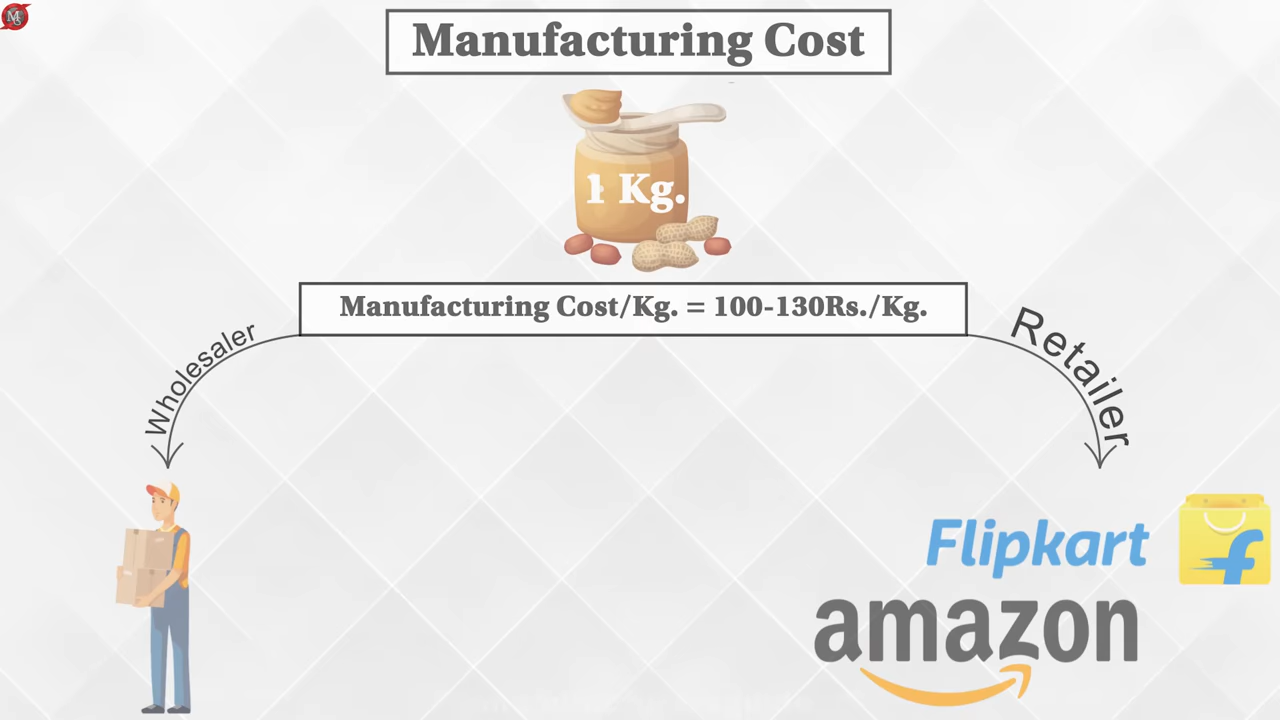 Manufacturing Cost
1 Kg.
Manufacturing Cost/Kg. = 100-130Rs./Kg.
Wholesaler
Retailer
Flipkart
f
amazon